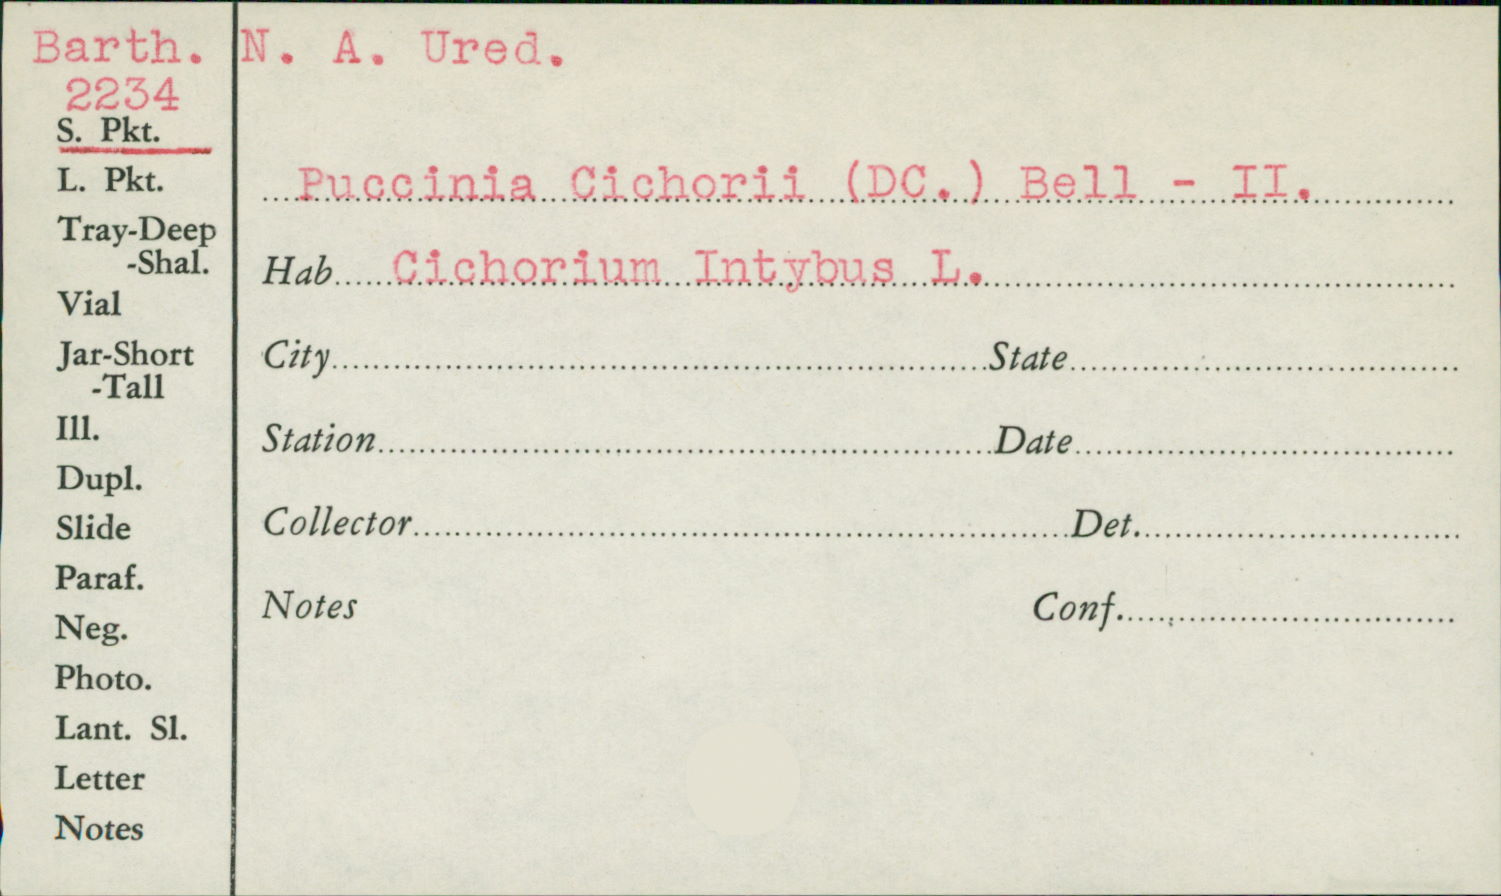 Barth. N. A. Ured.
2234
S. Pkt.
L. Pkt.
Tray-Deep
-Shal.
Vial
Jar-Short
-Tall
Ill.
Dupl.
Slide
Paraf.
Neg.
Photo.
Lant. Sl.
Letter
Notes
Puccinia Cichorii (DC.) Bell - II.
Hab Cichorium Intybus L.
City State
Station Date
Collector Det.
Notes Conf.